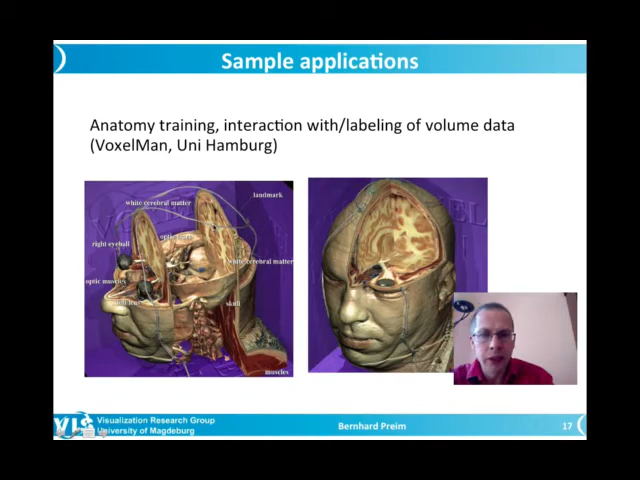 Sample applications
Anatomy training, interaction with/labeling of volume data
(VoxelMan, Uni Hamburg)
landmark
white cerebral matter
right eyeball
white cerebral matter
optic muscles
skull
muscles
VIS
Visualization Research Group
University of Magdeburg
Bernhard Preim
17